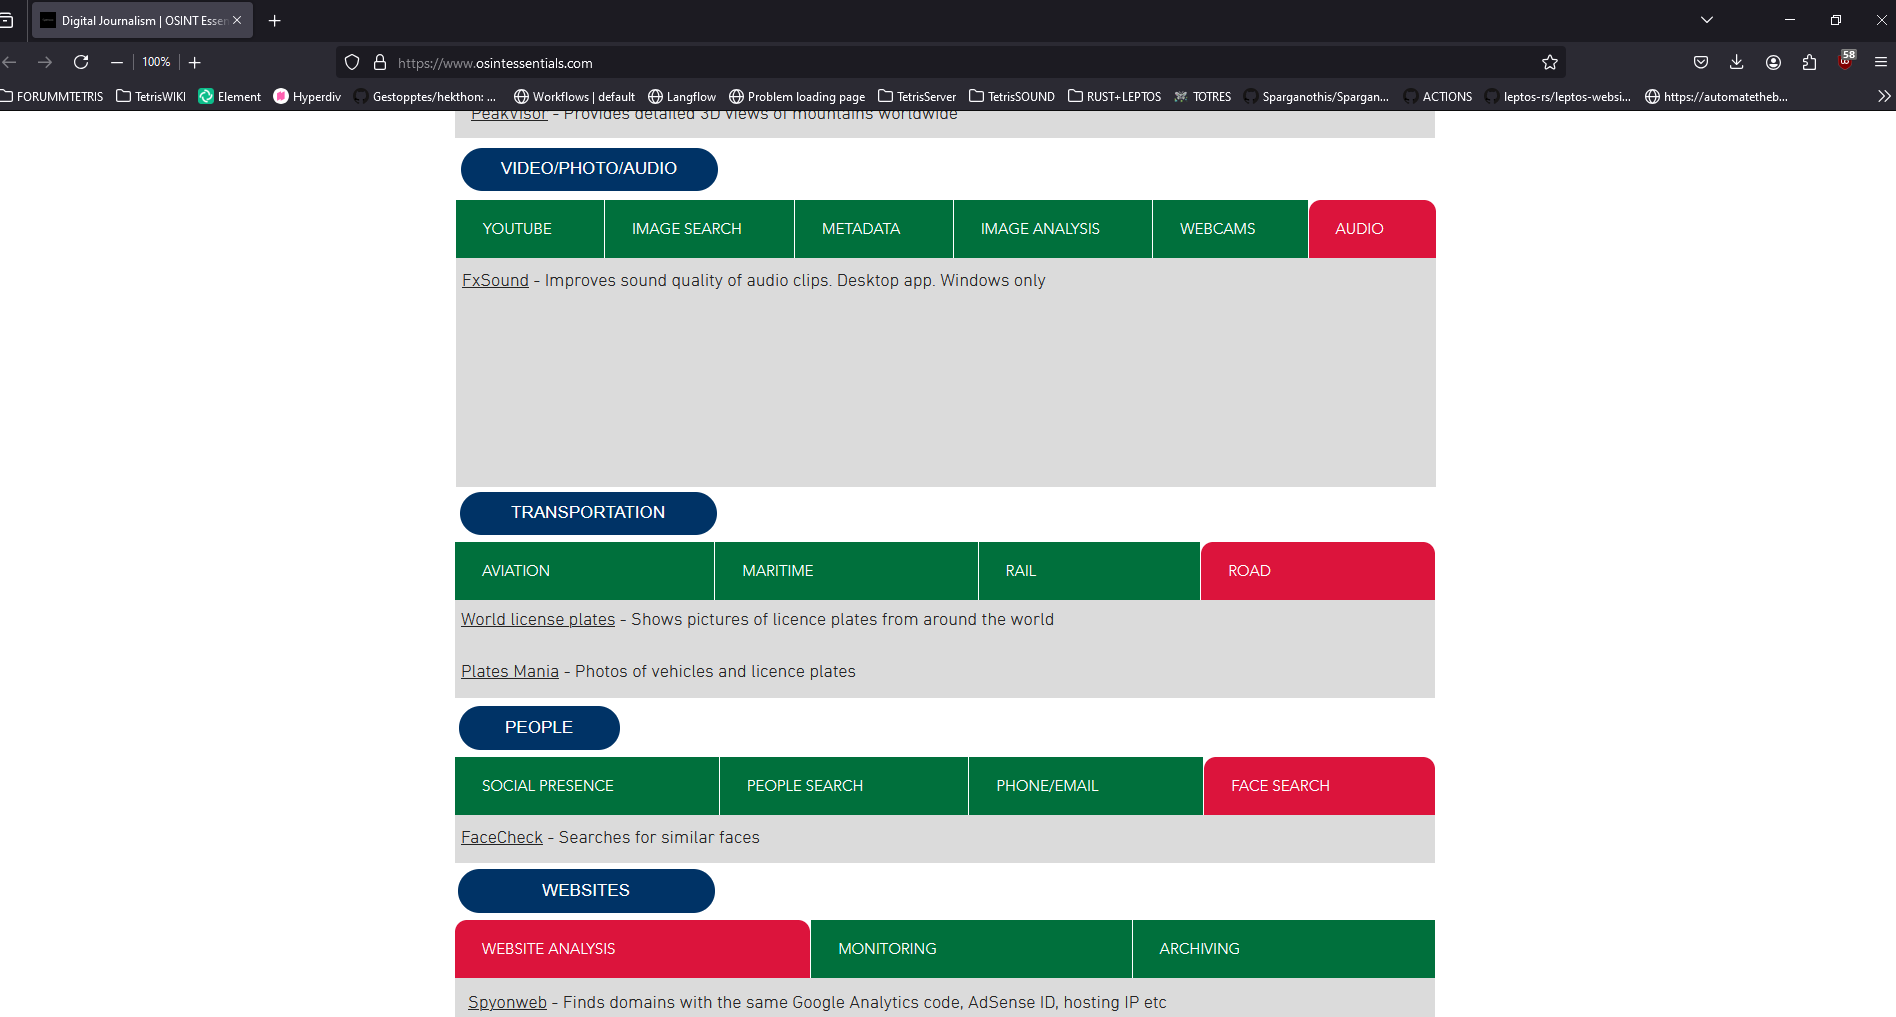 Digital Journalism | OSINT Essen
100%
https://www.osintessentials.com
58
FORUMMTETRIS TetrisWIKI Element Hyperdiv Gestopptes/hekthon: ... Workflows | default Langflow Problem loading page TetrisServer TetrisSOUND RUST+LEPTOS TOTRES Sparganothis/Spargan... ACTIONS leptos-rs/leptos-websi... https://automatetheb...
PeakVisor - Provides detailed 3D views of mountains worldwide
VIDEO/PHOTO/AUDIO
YOUTUBE IMAGE SEARCH METADATA IMAGE ANALYSIS WEBCAMS AUDIO
FxSound - Improves sound quality of audio clips. Desktop app. Windows only
TRANSPORTATION
AVIATION MARITIME RAIL ROAD
World license plates - Shows pictures of licence plates from around the world
Plates Mania - Photos of vehicles and licence plates
PEOPLE
SOCIAL PRESENCE PEOPLE SEARCH PHONE/EMAIL FACE SEARCH
FaceCheck - Searches for similar faces
WEBSITES
WEBSITE ANALYSIS MONITORING ARCHIVING
Spyonweb - Finds domains with the same Google Analytics code, AdSense ID, hosting IP etc